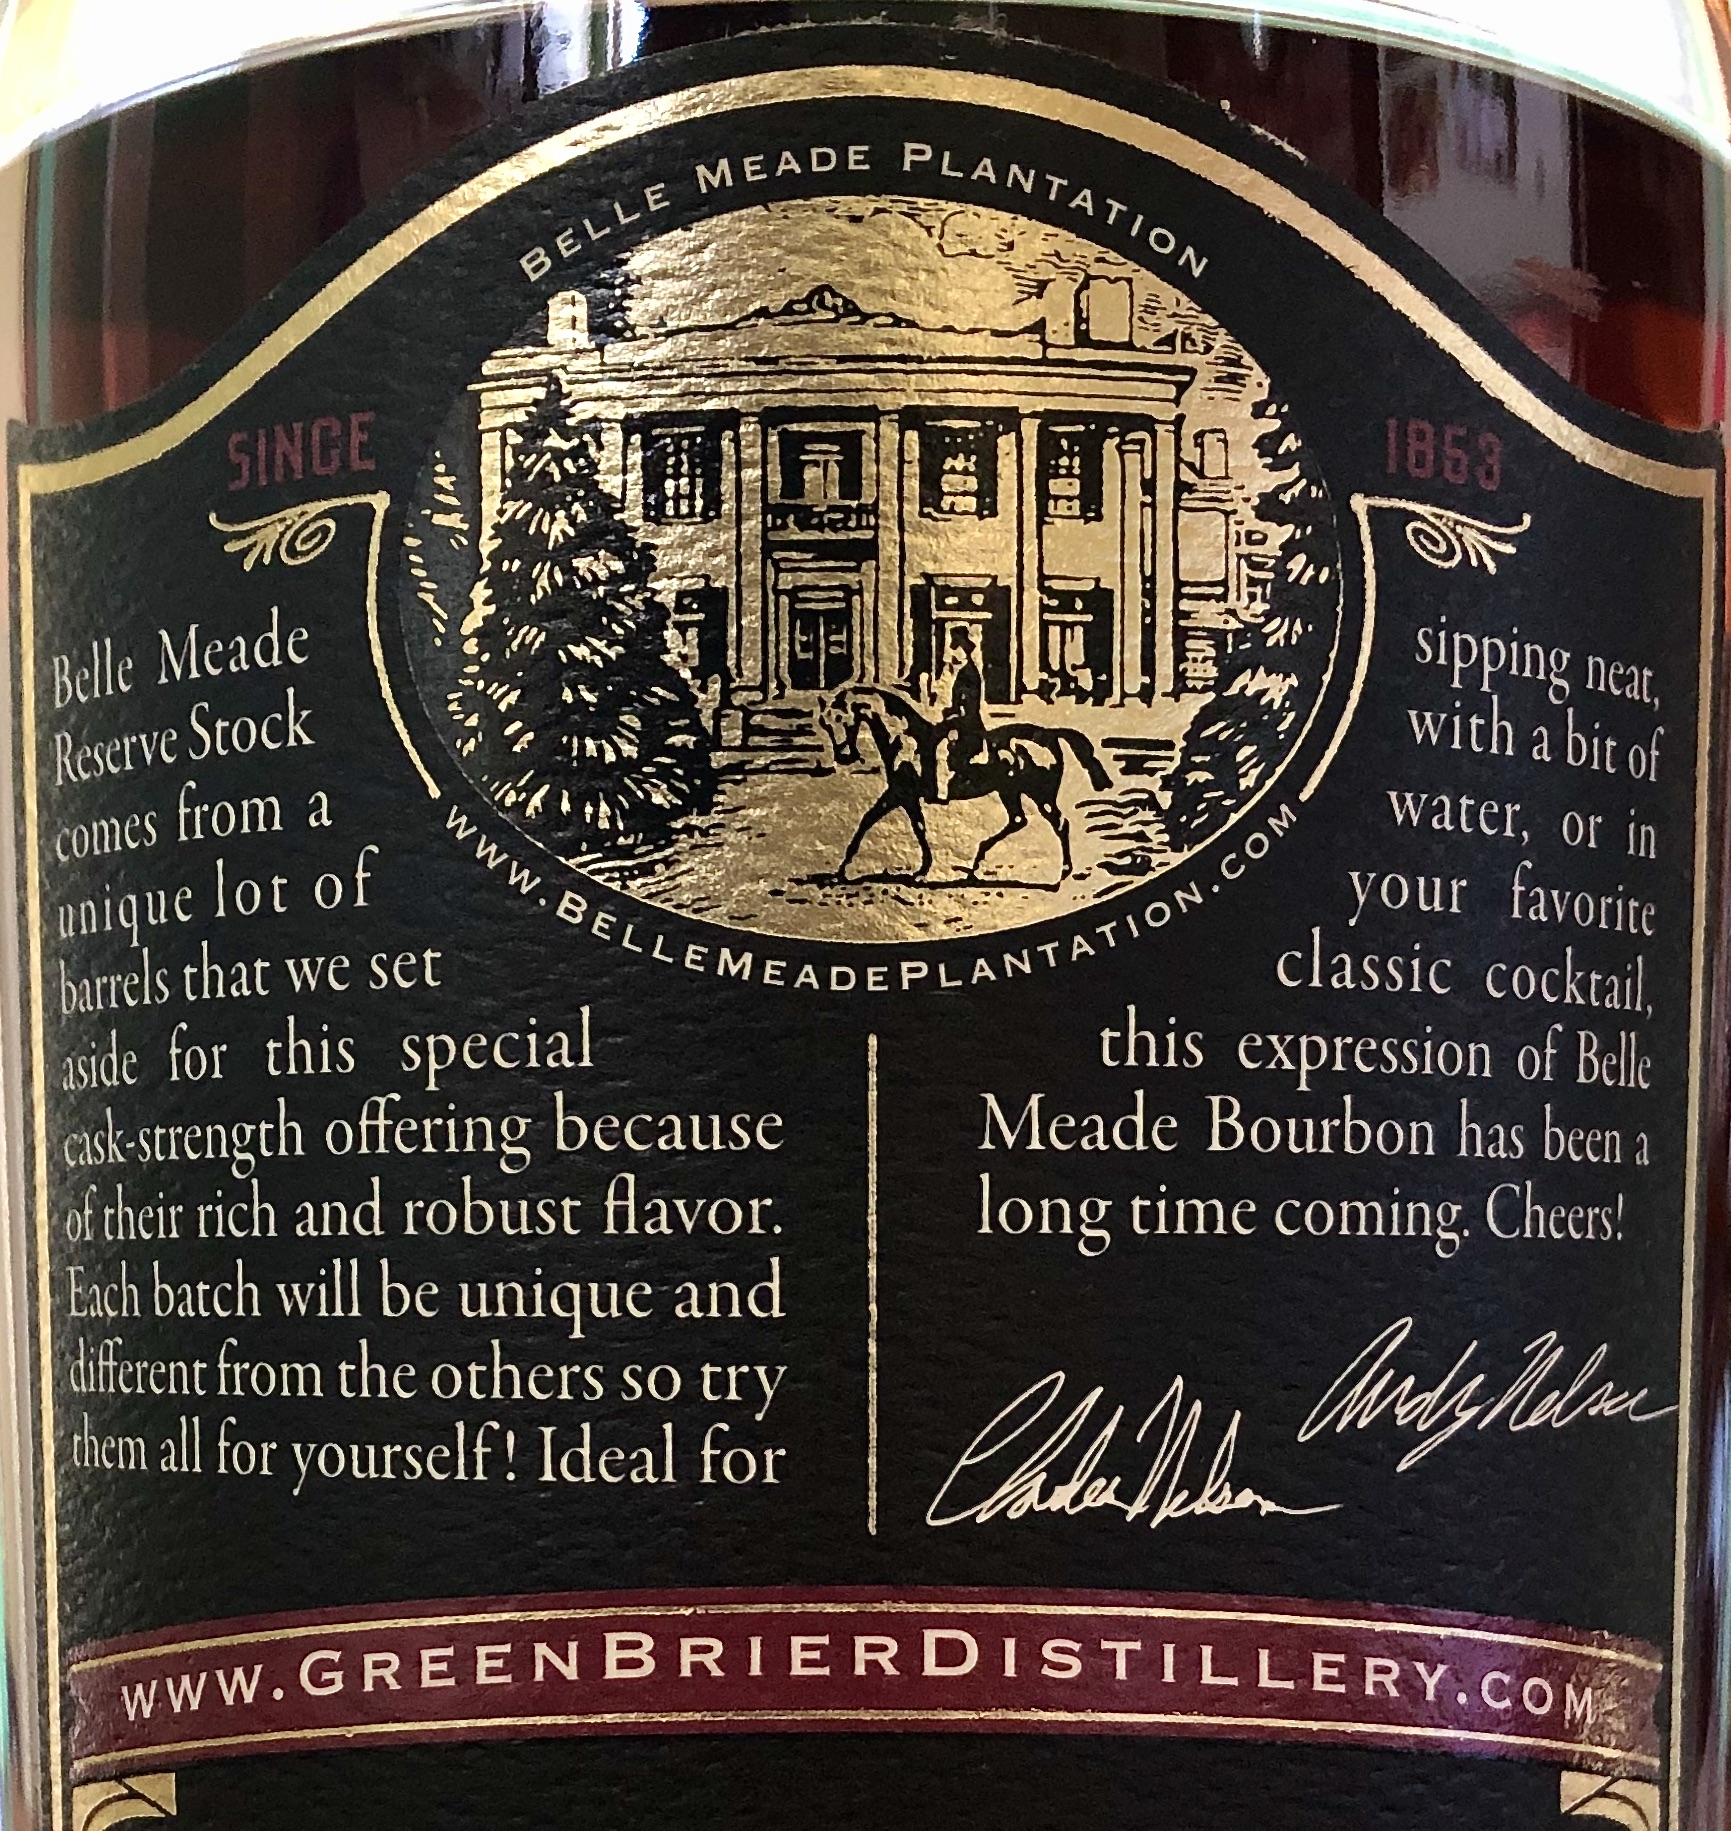 BELLE MEADE PLANTATION
SINCE 1853
WWW.BELLEMEADEPLANTATION.COM
Belle Meade
Reserve Stock
comes from a
unique lot of
barrels that we set
aside for this special
cask-strength offering because
of their rich and robust flavor.
Each batch will be unique and
different from the others so try
them all for yourself! Ideal for
sipping neat,
with a bit of
water, or in
your favorite
classic cocktail,
this expression of Belle
Meade Bourbon has been a
long time coming. Cheers!
Andy Nelson
Charles Nelson
WWW.GREENBRIERDISTILLERY.COM